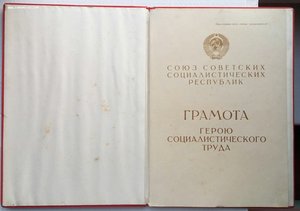 СОЮЗ СОВЕТСКИХ
СОЦИАЛИСТИЧЕСКИХ
РЕСПУБЛИК
ГРАМОТА
ГЕРОЮ
СОЦИАЛИСТИЧЕСКОГО
ТРУДА